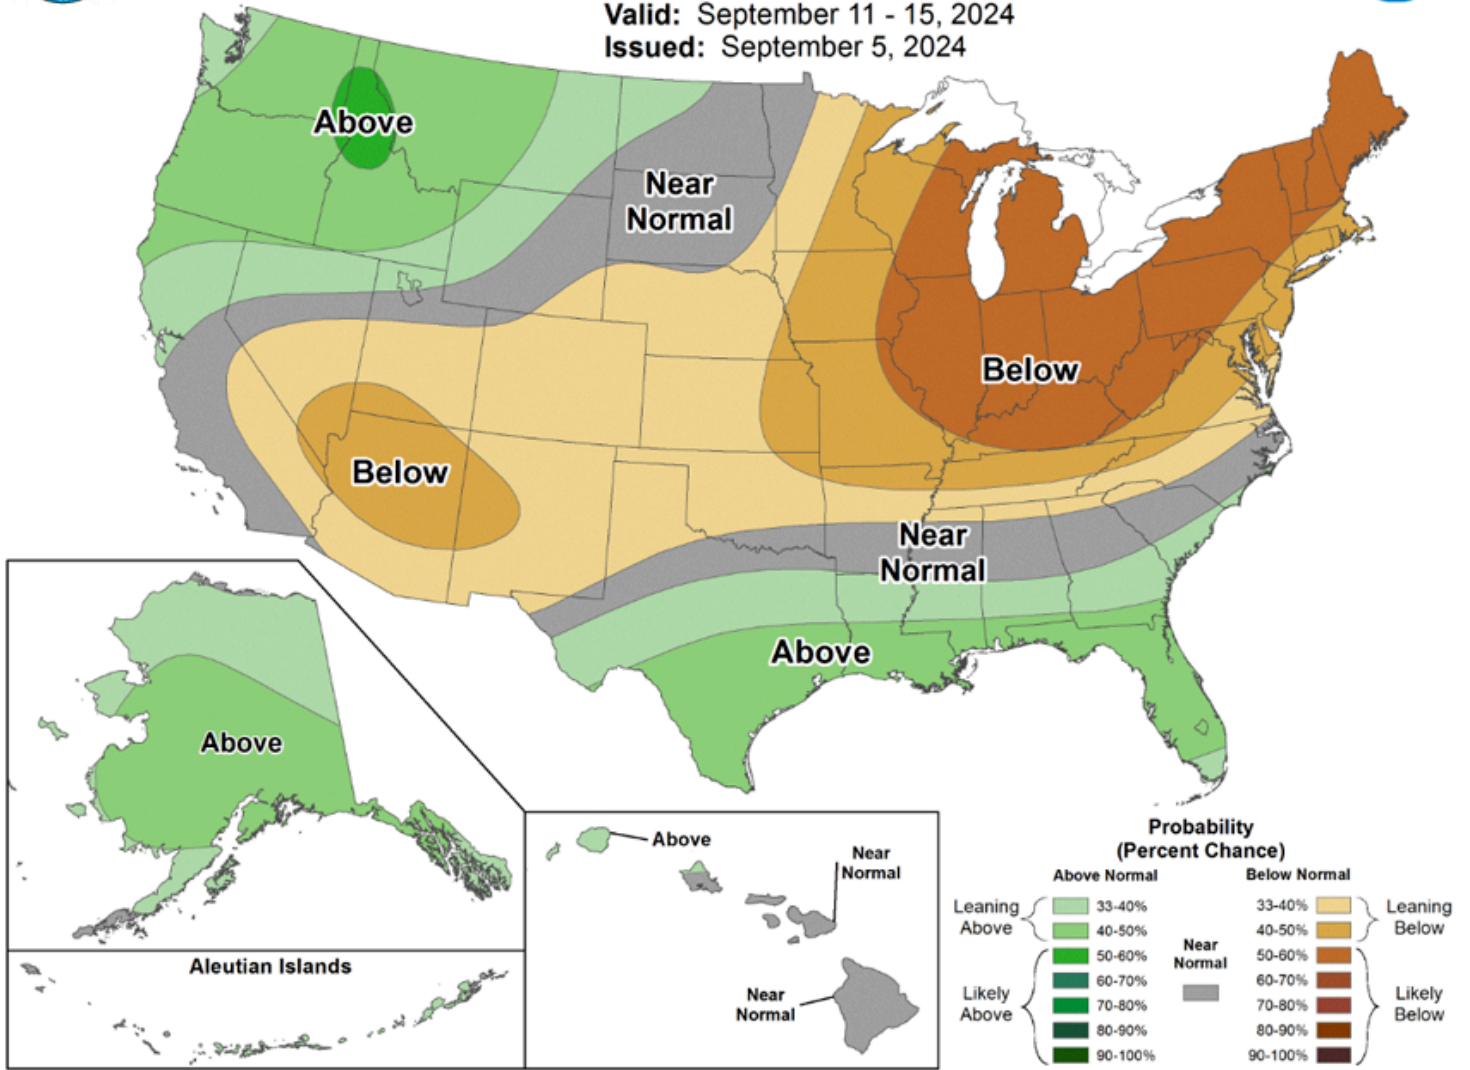 Valid: September 11 - 15, 2024
Issued: September 5, 2024
Above
Near
Normal
Below
Below
Near
Normal
Above
Above
Aleutian Islands
Above
Near
Normal
Near
Normal
Probability
(Percent Chance)
Above Normal
Below Normal
Leaning
Above
33-40%
40-50%
Likely
Above
50-60%
60-70%
70-80%
80-90%
90-100%
Near
Normal
33-40%
40-50%
Leaning
Below
50-60%
60-70%
70-80%
80-90%
90-100%
Likely
Below